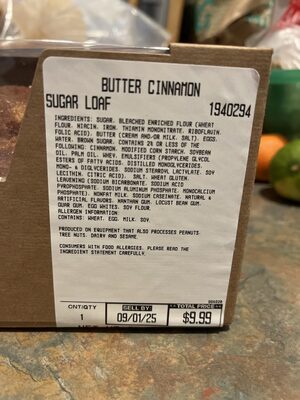 BUTTER CINNAMON
SUGAR LOAF 1940294
INGREDIENTS: SUGAR, BLEACHED ENRICHED FLOUR (WHEAT
FLOUR, NIACIN, IRON, THIAMIN MONONITRATE, RIBOFLAVIN,
FOLIC ACID), BUTTER (CREAM AND/OR MILK, SALT), EGGS,
WATER, BROWN SUGAR, CONTAINS 2% OR LESS OF THE
FOLLOWING: CINNAMON, MODIFIED CORN STARCH, SOYBEAN
OIL, PALM OIL, WHEY, EMULSIFIERS (PROPYLENE GLYCOL
ESTERS OF FATTY ACIDS, DISTILLED MONOGLYCERIDES,
MONO- & DIGLYCERIDES, SODIUM STEAROYL LACTYLATE, SOY
LECITHIN, CITRIC ACID), SALT, WHEAT GLUTEN,
LEAVENING (SODIUM BICARBONATE, SODIUM ACID
PYROPHOSPHATE, SODIUM ALUMINUM PHOSPHATE, MONOCALCIUM
PHOSPHATE), NONFAT MILK, SODIUM CASEINATE, NATURAL &
ARTIFICIAL FLAVORS, XANTHAN GUM, LOCUST BEAN GUM,
GUAR GUM, EGG WHITES, SOY FLOUR.
ALLERGEN INFORMATION:
CONTAINS: WHEAT, EGG, MILK, SOY.
PRODUCED ON EQUIPMENT THAT ALSO PROCESSES PEANUTS,
TREE NUTS, DAIRY AND SESAME.
CONSUMERS WITH FOOD ALLERGIES, PLEASE READ THE
INGREDIENT STATEMENT CAREFULLY.
CNT/QTY SELL BY TOTAL PRICE
1 09/01/25 $9.99